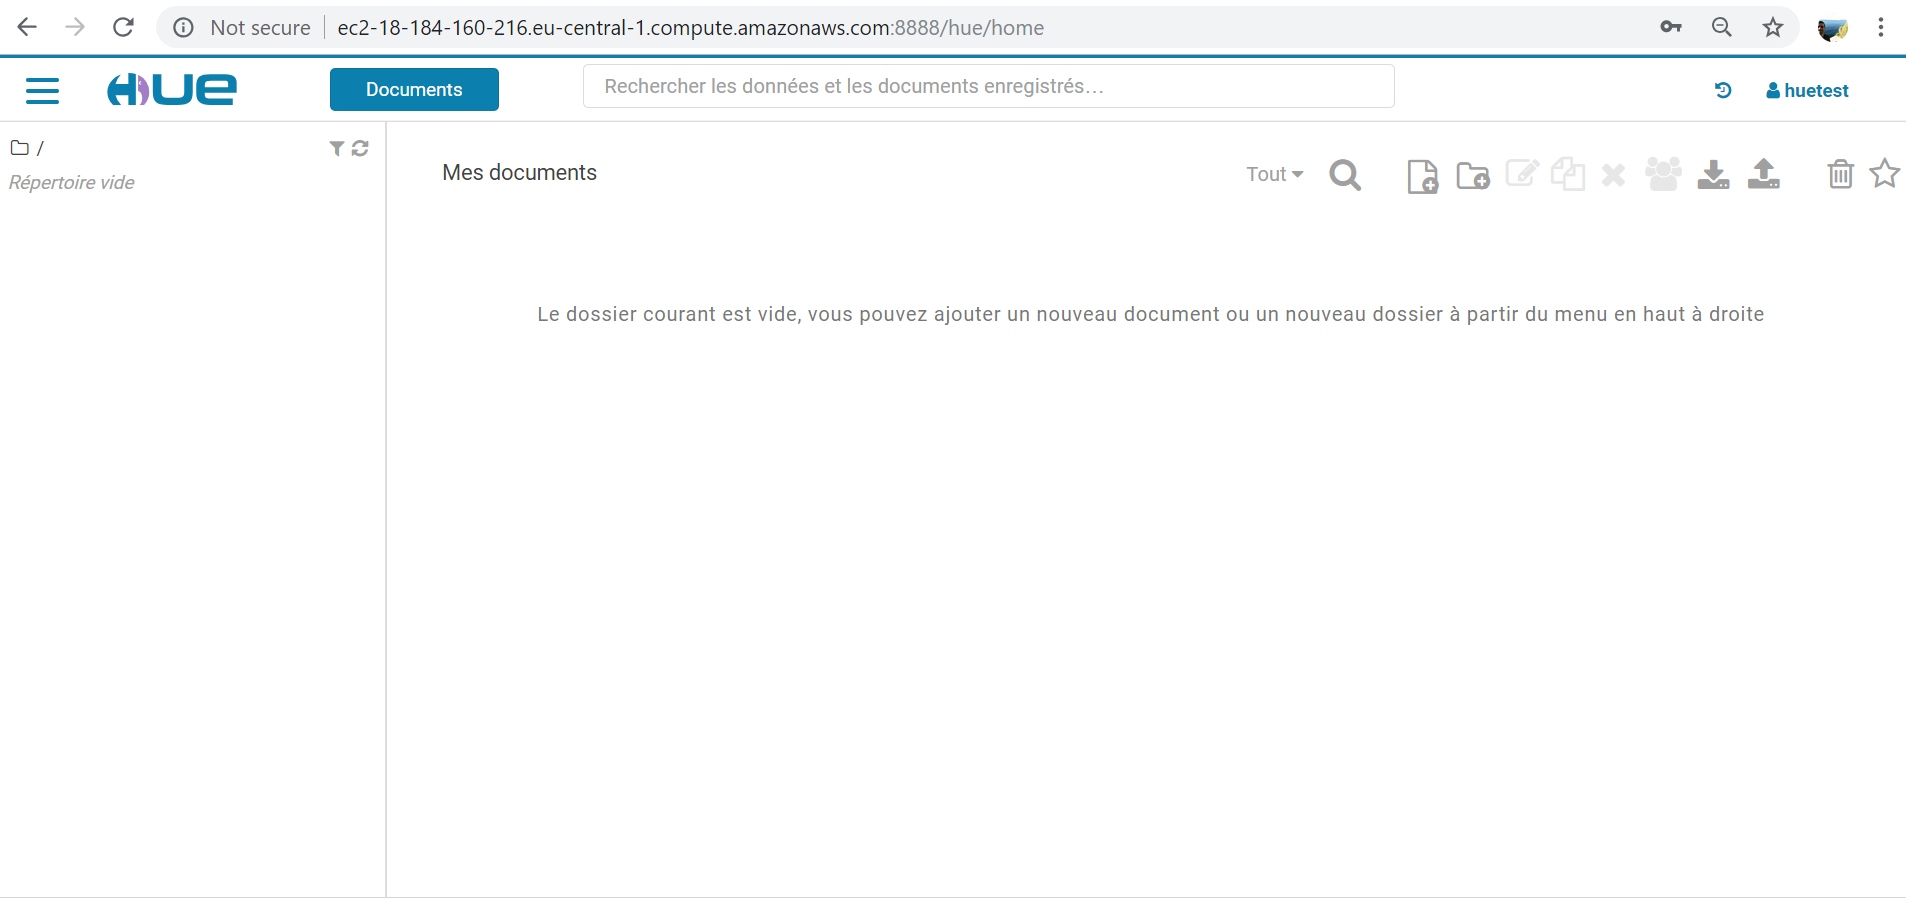 Not secure ec2-18-184-160-216.eu-central-1.compute.amazonaws.com:8888/hue/home
HUE Documents Rechercher les données et les documents enregistrés... huetest
/
Répertoire vide
Mes documents Tout
Le dossier courant est vide, vous pouvez ajouter un nouveau document ou un nouveau dossier à partir du menu en haut à droite